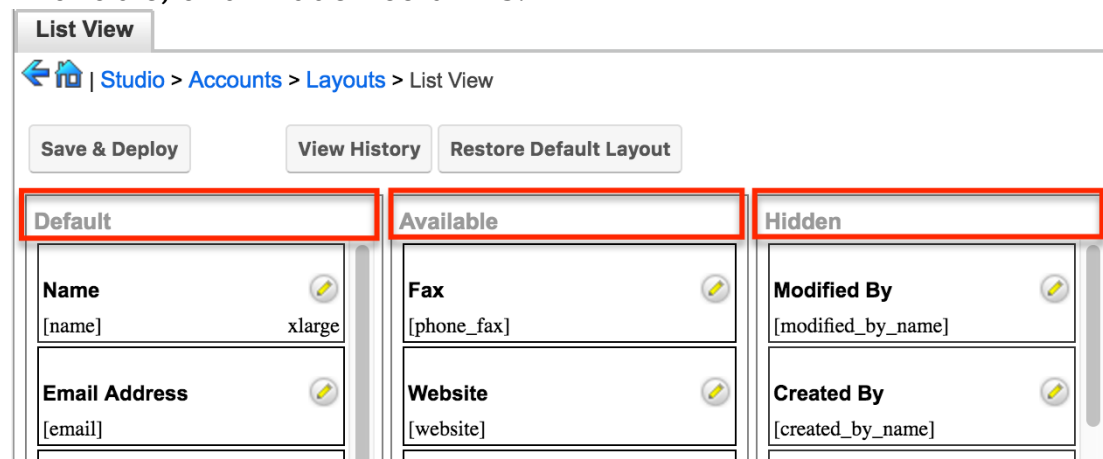 List View
| Studio > Accounts > Layouts > List View
Save & Deploy View History Restore Default Layout
Default Available Hidden
Name Fax Modified By
[name] xlarge [phone_fax] [modified_by_name]
Email Address Website Created By
[email] [website] [created_by_name]